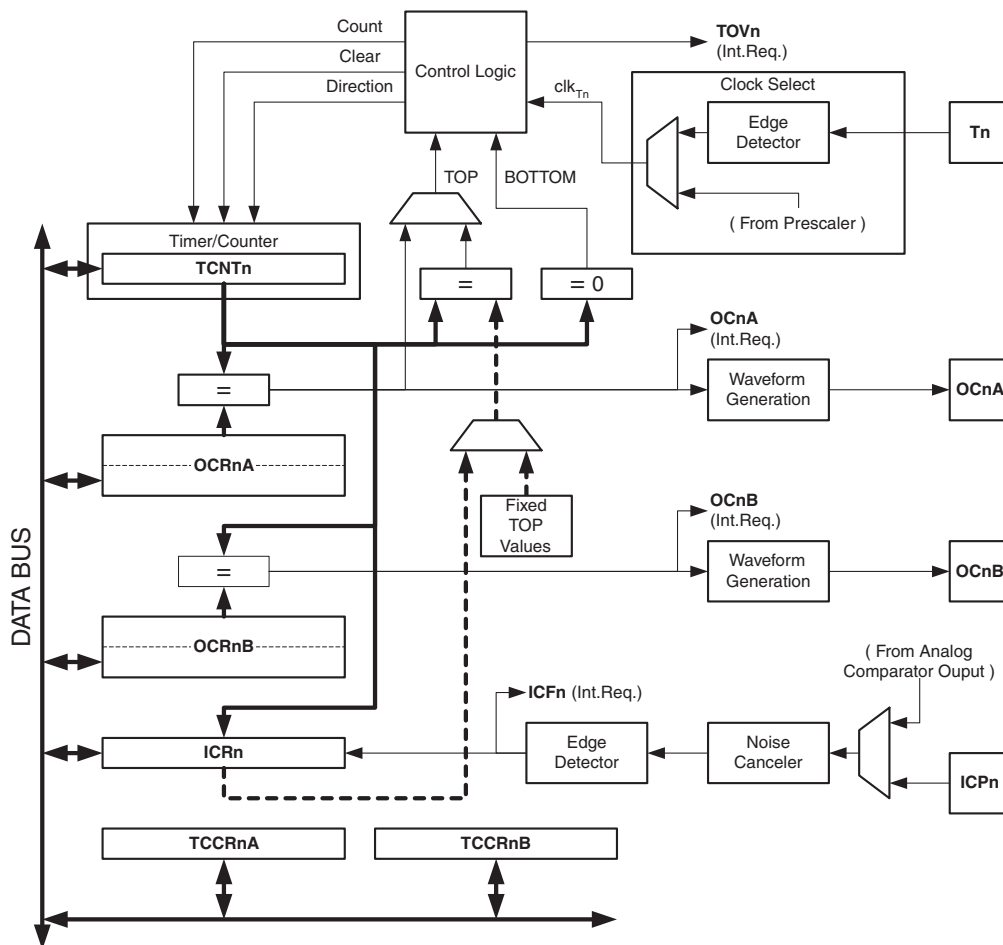 Count
TOVn
(Int.Req.)
Clear
Control Logic
Clock Select
Direction
clkTn
Edge
Detector
Tn
TOP
BOTTOM
( From Prescaler )
Timer/Counter
TCNTn
=
= 0
OCnA
(Int.Req.)
=
Waveform
Generation
OCnA
OCRnA
Fixed
TOP
Values
OCnB
(Int.Req.)
=
Waveform
Generation
OCnB
DATA BUS
OCRnB
( From Analog
Comparator Ouput )
ICFn (Int.Req.)
ICRn
Edge
Detector
Noise
Canceler
ICPn
TCCRnA
TCCRnB